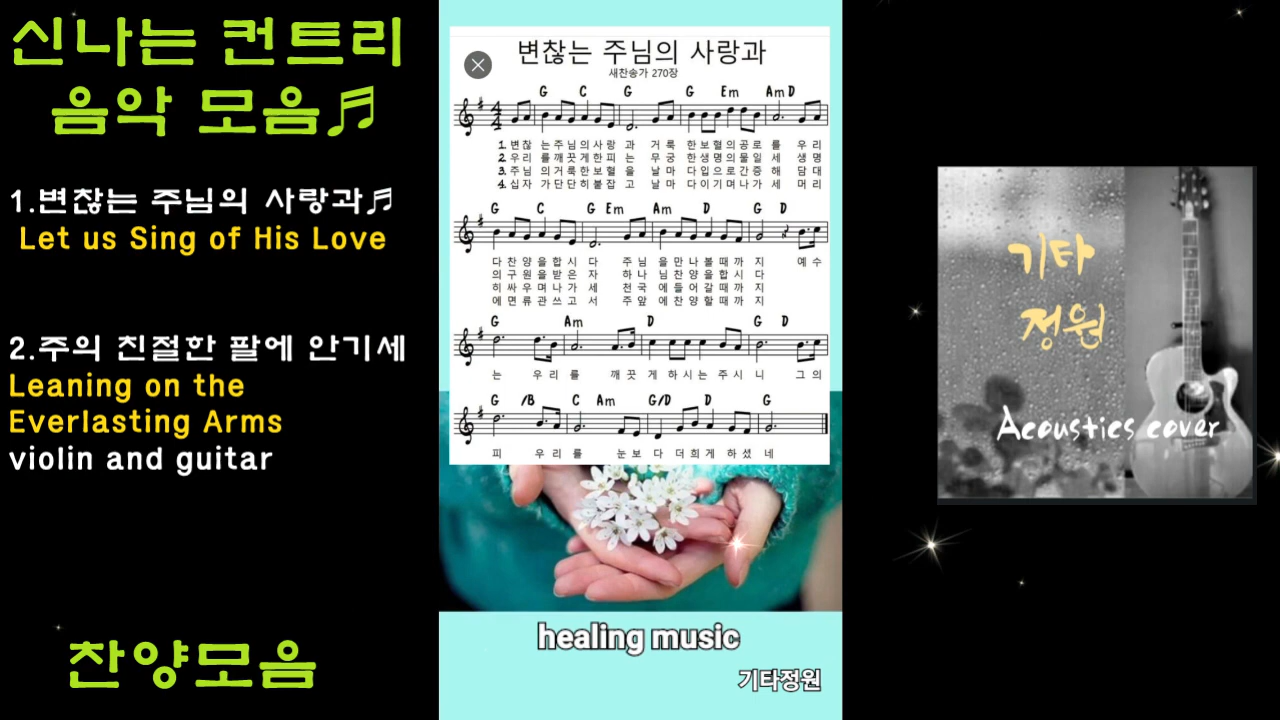 신나는 컨트리
음악 모음♬
1.변찮는 주님의 사랑과♬
Let us Sing of His Love
2.주의 친절한 팔에 안기세
Leaning on the
Everlasting Arms
violin and guitar
찬양모음
변찮는 주님의 사랑과
새찬송가 270장
G C G G Em Am D
4/4
1.변찮 는주님의사랑 과 거룩 한보혈의공로 를 우리
2.우리 를깨끗게한피 는 무궁 한생명의물일 세 생명
3.주님 의거룩한보혈 을 날마 다입으로간증 해 담대
4.십자 가단단히붙잡 고 날마 다이기며나가 세 머리
G C G Em Am D G D
다찬양을합시 다 주님 을만나볼때까 지 예수
의구원을받은 자 하나 님찬양을합시 다
히싸우며나가 세 천국 에들어갈때까 지
에면류관쓰고 서 주앞 에찬양할때까 지
G Am D G D
는 우리 를 깨끗 게하시는주시 니 그의
G /B C Am G/D D G
피 우리 를 눈보 다더희게하셨 네
healing music
기타정원
기타
정원
Acoustics cover